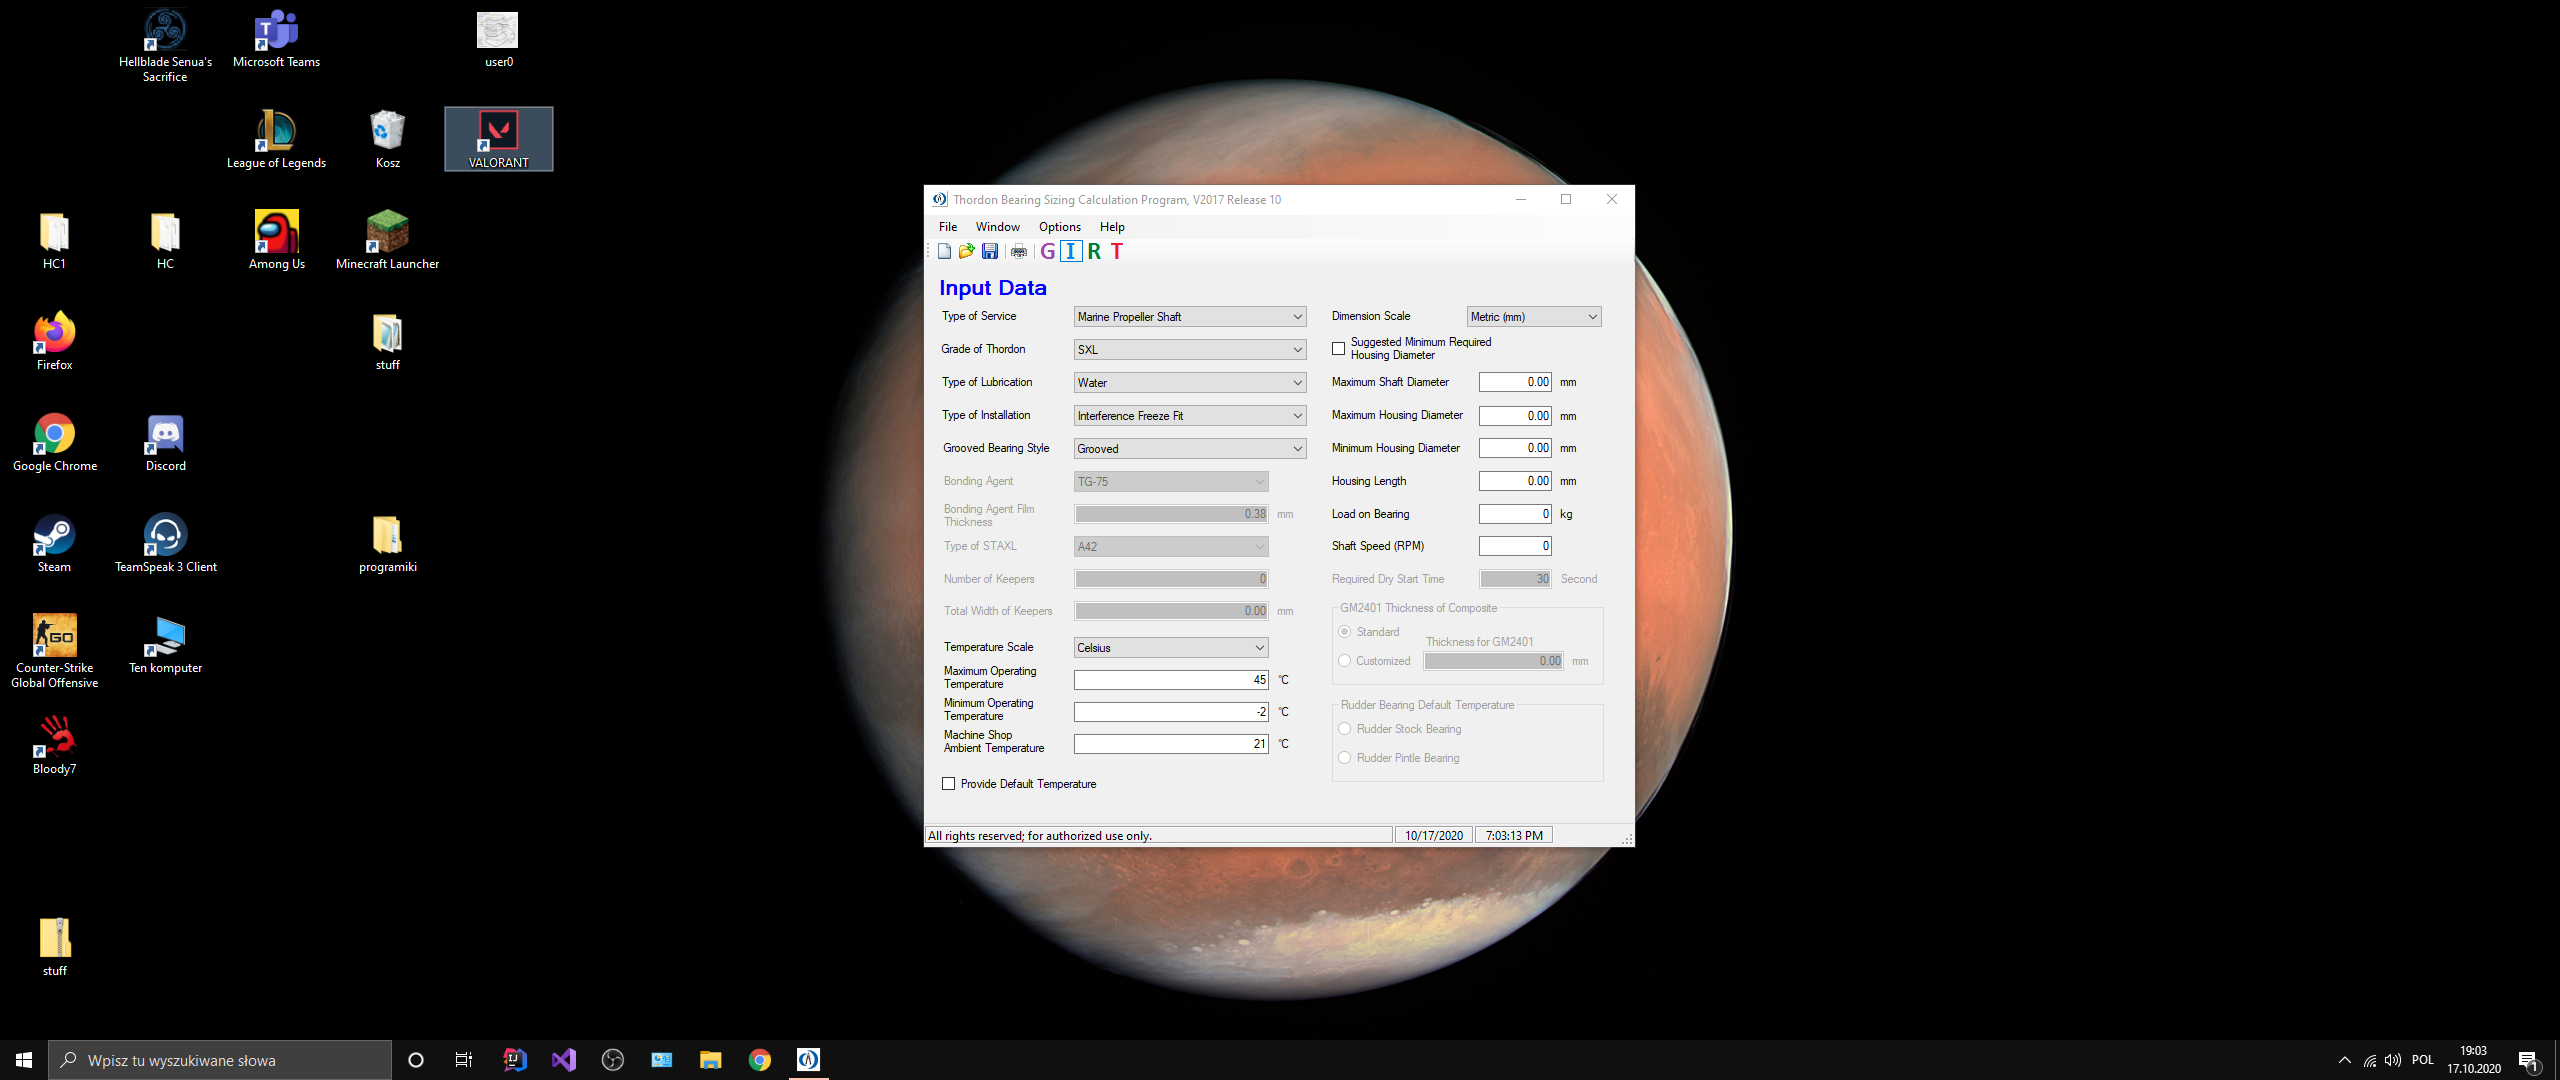 Hellblade Senua's
Sacrifice
Microsoft Teams
user0
League of Legends
Kosz
VALORANT
HC1
HC
Among Us
Minecraft Launcher
Firefox
stuff
Google Chrome
Discord
Steam
TeamSpeak 3 Client
programiki
GO
Counter-Strike
Global Offensive
Ten komputer
Bloody7
stuff
Thordon Bearing Sizing Calculation Program, V2017 Release 10
File Window Options Help
G I R T
Input Data
Type of Service
Marine Propeller Shaft
Grade of Thordon
SXL
Type of Lubrication
Water
Type of Installation
Interference Freeze Fit
Grooved Bearing Style
Grooved
Bonding Agent
TG-75
Bonding Agent Film
Thickness
0.38 mm
Type of STAXL
A42
Number of Keepers
0
Total Width of Keepers
0.00 mm
Temperature Scale
Celsius
Maximum Operating
Temperature
45 °C
Minimum Operating
Temperature
-2 °C
Machine Shop
Ambient Temperature
21 °C
Provide Default Temperature
Dimension Scale
Metric (mm)
Suggested Minimum Required
Housing Diameter
Maximum Shaft Diameter
0.00 mm
Maximum Housing Diameter
0.00 mm
Minimum Housing Diameter
0.00 mm
Housing Length
0.00 mm
Load on Bearing
0 kg
Shaft Speed (RPM)
0
Required Dry Start Time
30 Second
GM2401 Thickness of Composite
Standard
Thickness for GM2401
Customized
0.00 mm
Rudder Bearing Default Temperature
Rudder Stock Bearing
Rudder Pintle Bearing
All rights reserved; for authorized use only.
10/17/2020
7:03:13 PM
Wpisz tu wyszukiwane słowa
POL
19:03
17.10.2020
1